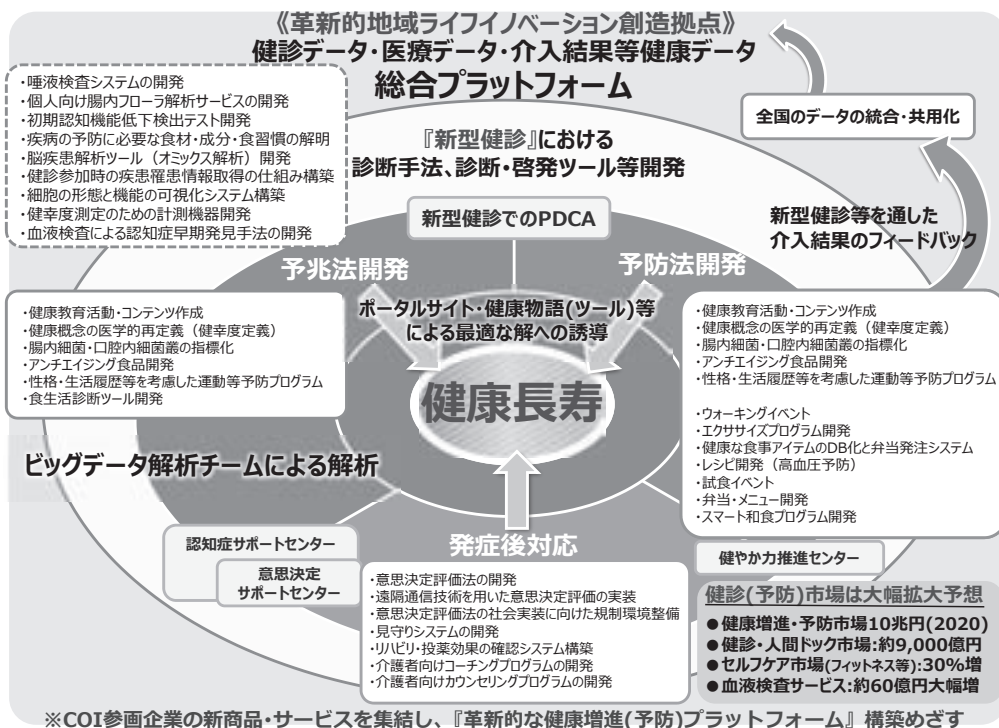 《革新的地域ライフイノベーション創造拠点》
健診データ・医療データ・介入結果等健康データ
総合プラットフォーム
・唾液検査システムの開発
・個人向け腸内フローラ解析サービスの開発
・初期認知機能低下検出テスト開発
・疾病の予防に必要な食材・成分・食習慣の解明
・脳疾患解析ツール（オミックス解析）開発
・健診参加時の疾患罹患情報取得の仕組み構築
・細胞の形態と機能の可視化システム構築
・健幸度測定のための計測機器開発
・血液検査による認知症早期発見手法の開発
全国のデータの統合・共用化
『新型健診』における
診断手法、診断・啓発ツール等開発
新型健診でのPDCA
新型健診等を通した
介入結果のフィードバック
予兆法開発
予防法開発
ポータルサイト・健康物語(ツール)等
による最適な解への誘導
健康長寿
・健康教育活動・コンテンツ作成
・健康概念の医学的再定義（健幸度定義）
・腸内細菌・口腔内細菌叢の指標化
・アンチエイジング食品開発
・性格・生活履歴等を考慮した運動等予防プログラム
・食生活診断ツール開発
・健康教育活動・コンテンツ作成
・健康概念の医学的再定義（健幸度定義）
・腸内細菌・口腔内細菌叢の指標化
・アンチエイジング食品開発
・性格・生活履歴等を考慮した運動等予防プログラム
・ウォーキングイベント
・エクササイズプログラム開発
・健康な食事アイテムのDB化と弁当発注システム
・レシピ開発（高血圧予防）
・試食イベント
・弁当・メニュー開発
・スマート和食プログラム開発
ビッグデータ解析チームによる解析
認知症サポートセンター
意思決定
サポートセンター
発症後対応
・意思決定評価法の開発
・遠隔通信技術を用いた意思決定評価の実装
・意思決定評価法の社会実装に向けた規制環境整備
・見守りシステムの開発
・リハビリ・投薬効果の確認システム構築
・介護者向けコーチングプログラムの開発
・介護者向けカウンセリングプログラムの開発
健やか力推進センター
健診(予防)市場は大幅拡大予想
●健康増進・予防市場10兆円(2020)
●健診・人間ドック市場:約9,000億円
●セルフケア市場(フィットネス等):30%増
●血液検査サービス:約60億円大幅増
※COI参画企業の新商品・サービスを集結し、『革新的な健康増進(予防)プラットフォーム』構築めざす